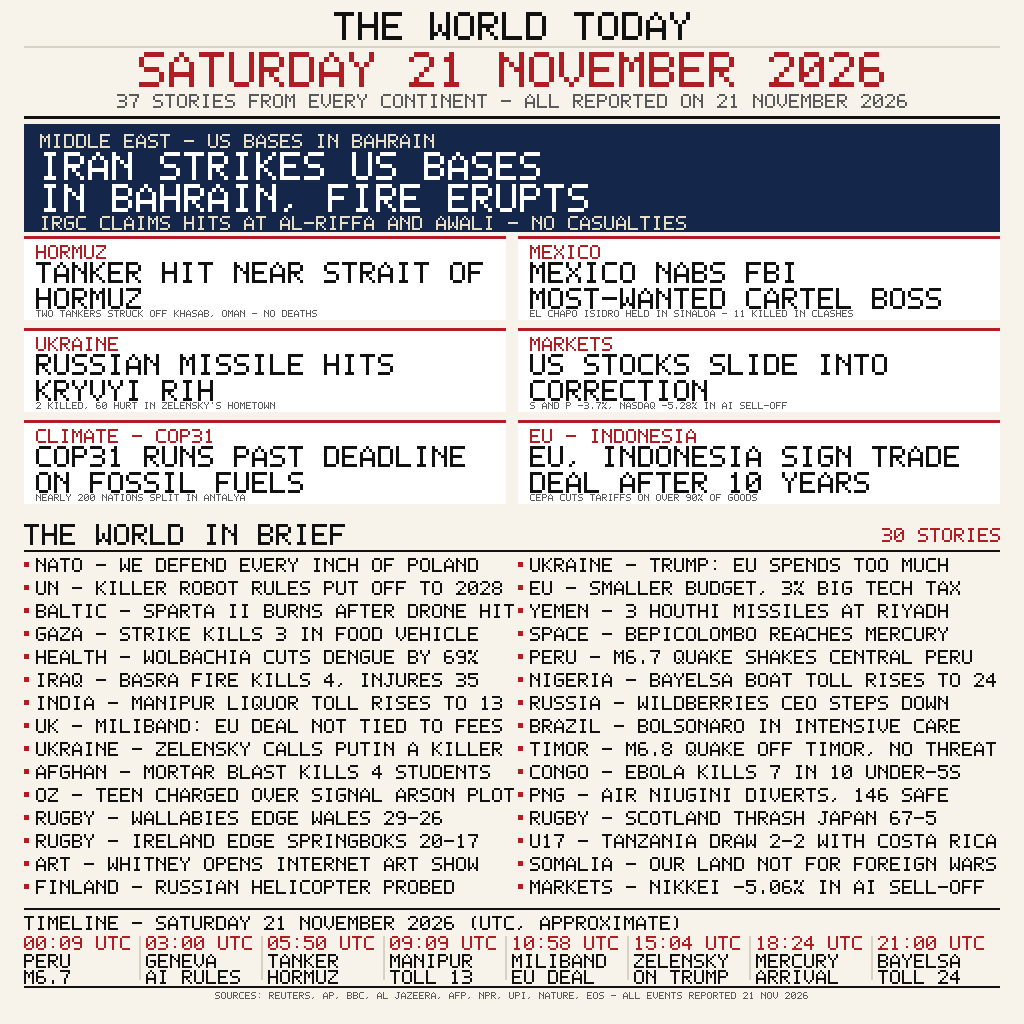 THE WORLD TODAY
SATURDAY 21 NOVEMBER 2026
37 STORIES FROM EVERY CONTINENT - ALL REPORTED ON 21 NOVEMBER 2026
MIDDLE EAST - US BASES IN BAHRAIN
IRAN STRIKES US BASES
IN BAHRAIN, FIRE ERUPTS
IRGC CLAIMS HITS AT AL-RIFFA AND AWALI - NO CASUALTIES
HORMUZ
TANKER HIT NEAR STRAIT OF
HORMUZ
TWO TANKERS STRUCK OFF KHASAB, OMAN - NO DEATHS
MEXICO
MEXICO NABS FBI
MOST-WANTED CARTEL BOSS
EL CHAPO ISIDRO HELD IN SINALOA - 11 KILLED IN CLASHES
UKRAINE
RUSSIAN MISSILE HITS
KRYVYI RIH
2 KILLED, 60 HURT IN ZELENSKY'S HOMETOWN
MARKETS
US STOCKS SLIDE INTO
CORRECTION
S AND P -3.7%, NASDAQ -5.28% IN AI SELL-OFF
CLIMATE - COP31
COP31 RUNS PAST DEADLINE
ON FOSSIL FUELS
NEARLY 200 NATIONS SPLIT IN ANTALYA
EU - INDONESIA
EU, INDONESIA SIGN TRADE
DEAL AFTER 10 YEARS
CEPA CUTS TARIFFS ON OVER 90% OF GOODS
THE WORLD IN BRIEF
30 STORIES
NATO - WE DEFEND EVERY INCH OF POLAND
UN - KILLER ROBOT RULES PUT OFF TO 2028
BALTIC - SPARTA II BURNS AFTER DRONE HIT
GAZA - STRIKE KILLS 3 IN FOOD VEHICLE
HEALTH - WOLBACHIA CUTS DENGUE BY 69%
IRAQ - BASRA FIRE KILLS 4, INJURES 35
INDIA - MANIPUR LIQUOR TOLL RISES TO 13
UK - MILIBAND: EU DEAL NOT TIED TO FEES
UKRAINE - ZELENSKY CALLS PUTIN A KILLER
AFGHAN - MORTAR BLAST KILLS 4 STUDENTS
OZ - TEEN CHARGED OVER SIGNAL ARSON PLOT
RUGBY - WALLABIES EDGE WALES 29-26
RUGBY - IRELAND EDGE SPRINGBOKS 20-17
ART - WHITNEY OPENS INTERNET ART SHOW
FINLAND - RUSSIAN HELICOPTER PROBED
UKRAINE - TRUMP: EU SPENDS TOO MUCH
EU - SMALLER BUDGET, 3% BIG TECH TAX
YEMEN - 3 HOUTHI MISSILES AT RIYADH
SPACE - BEPICOLOMBO REACHES MERCURY
PERU - M6.7 QUAKE SHAKES CENTRAL PERU
NIGERIA - BAYELSA BOAT TOLL RISES TO 24
RUSSIA - WILDBERRIES CEO STEPS DOWN
BRAZIL - BOLSONARO IN INTENSIVE CARE
TIMOR - M6.8 QUAKE OFF TIMOR, NO THREAT
CONGO - EBOLA KILLS 7 IN 10 UNDER-5S
PNG - AIR NIUGINI DIVERTS, 146 SAFE
RUGBY - SCOTLAND THRASH JAPAN 67-5
U17 - TANZANIA DRAW 2-2 WITH COSTA RICA
SOMALIA - OUR LAND NOT FOR FOREIGN WARS
MARKETS - NIKKEI -5.06% IN AI SELL-OFF
TIMELINE - SATURDAY 21 NOVEMBER 2026 (UTC, APPROXIMATE)
00:09 UTC
PERU
M6.7
03:00 UTC
GENEVA
AI RULES
05:50 UTC
TANKER
HORMUZ
09:09 UTC
MANIPUR
TOLL 13
10:58 UTC
MILIBAND
EU DEAL
15:04 UTC
ZELENSKY
ON TRUMP
18:24 UTC
MERCURY
ARRIVAL
21:00 UTC
BAYELSA
TOLL 24
SOURCES: REUTERS, AP, BBC, AL JAZEERA, AFP, NPR, UPI, NATURE, EOS - ALL EVENTS REPORTED 21 NOV 2026